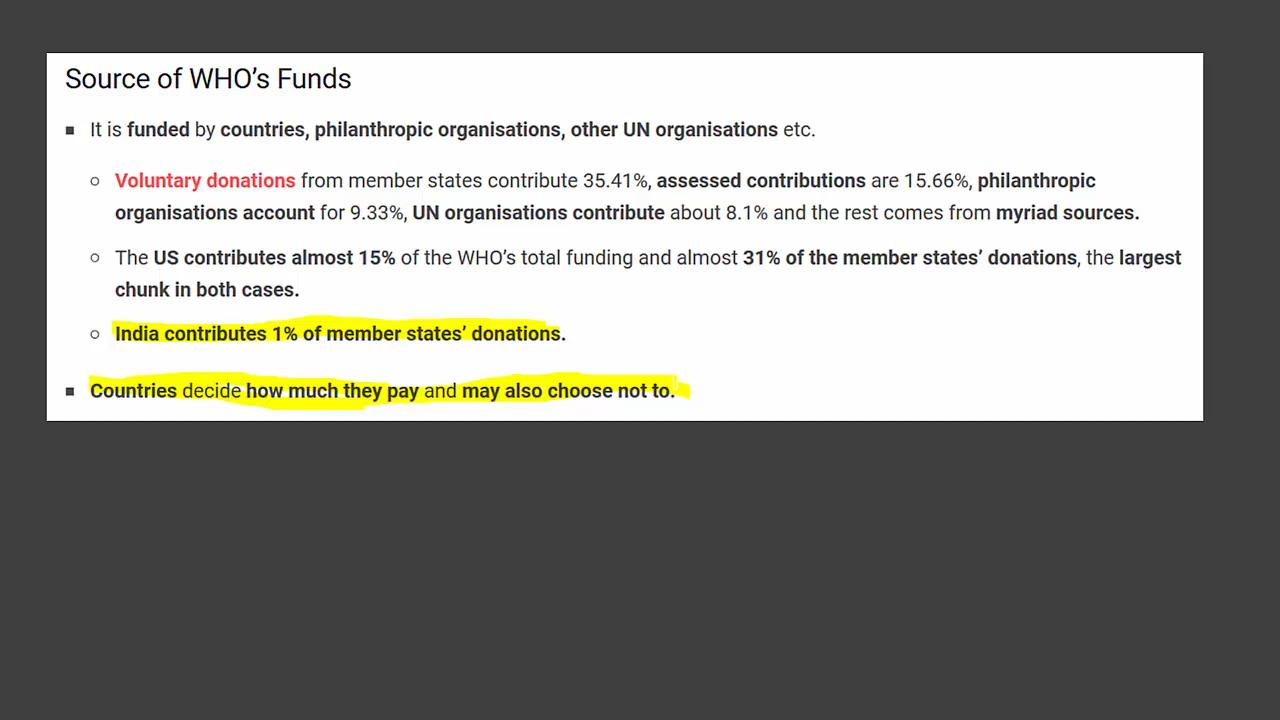 Source of WHO’s Funds
It is funded by countries, philanthropic organisations, other UN organisations etc.
Voluntary donations from member states contribute 35.41%, assessed contributions are 15.66%, philanthropic
organisations account for 9.33%, UN organisations contribute about 8.1% and the rest comes from myriad sources.
The US contributes almost 15% of the WHO’s total funding and almost 31% of the member states’ donations, the largest
chunk in both cases.
India contributes 1% of member states’ donations.
Countries decide how much they pay and may also choose not to.